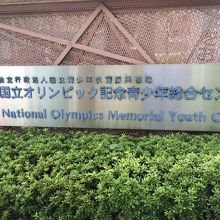 独立行政法人国立青少年教育振興機構
国立オリンピック記念青少年総合セン
National Olympics Memorial Youth C